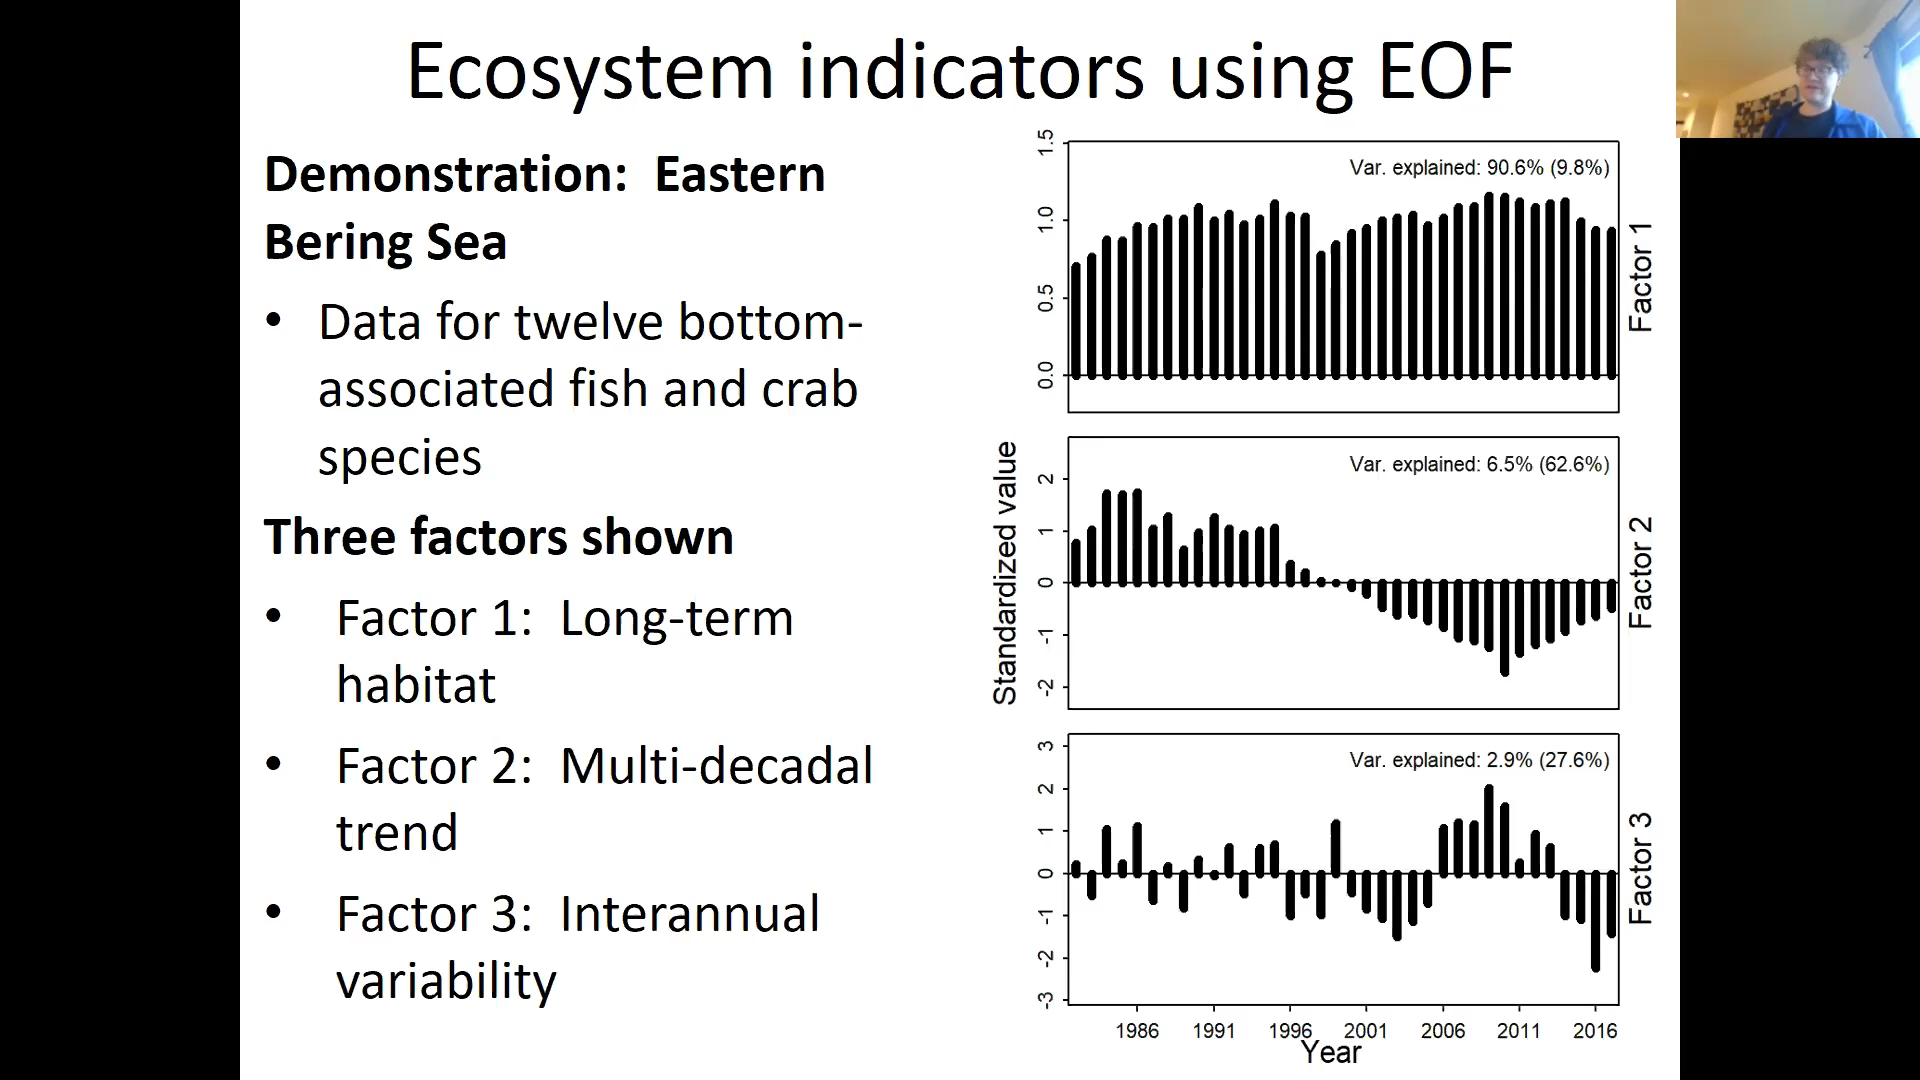 Ecosystem indicators using EOF
Demonstration:  Eastern
Bering Sea
• Data for twelve bottom-
associated fish and crab
species
Three factors shown
• Factor 1:  Long-term
habitat
• Factor 2:  Multi-decadal
trend
• Factor 3:  Interannual
variability
Standardized value
Var. explained: 90.6% (9.8%)
1.5
1.0
0.5
0.0
Factor 1
Var. explained: 6.5% (62.6%)
2
1
0
-1
-2
Factor 2
Var. explained: 2.9% (27.6%)
3
2
1
0
-1
-2
-3
Factor 3
1986 1991 1996 2001 2006 2011 2016
Year